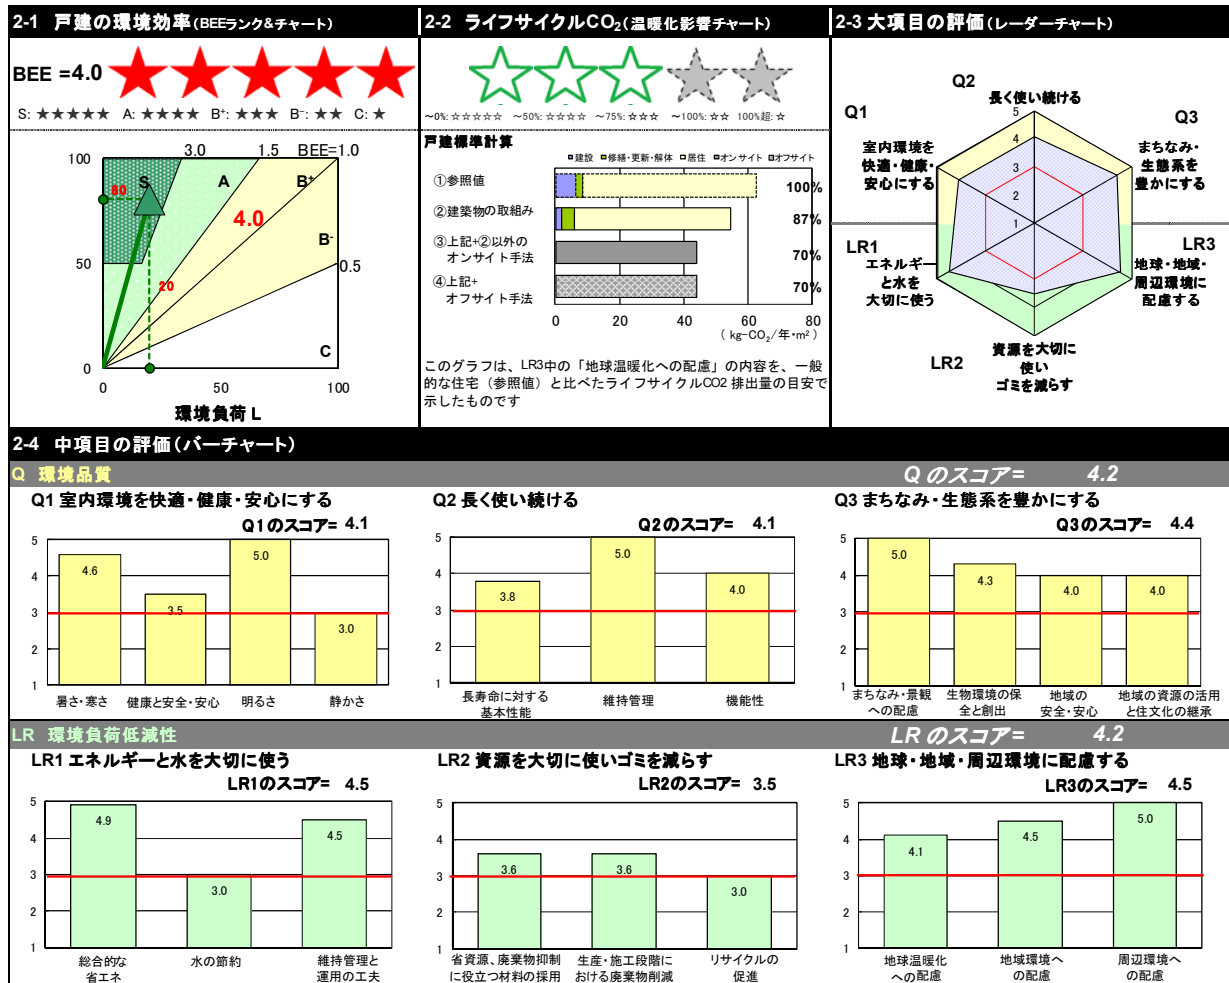 2-1 戸建の環境効率(BEEランク&チャート)
BEE =4.0
S: ★★★★★ A: ★★★★ B⁺: ★★★ B⁻: ★★ C: ★
3.0 1.5 BEE=1.0
100
S A B⁺
80
4.0
B⁻
50
0.5
20
C
0
0 50 100
環境負荷 L
2-2 ライフサイクルCO₂(温暖化影響チャート)
～0%: ☆☆☆☆☆ ～50%: ☆☆☆☆ ～75%: ☆☆☆ ～100%: ☆☆ 100%超: ☆
戸建標準計算
建設 修繕・更新・解体 居住 オンサイト オフサイト
①参照値 100%
②建築物の取組み 87%
③上記+②以外の
オンサイト手法 70%
④上記+
オフサイト手法 70%
0 20 40 60 80
( kg-CO₂/年・m² )
このグラフは、LR3中の「地球温暖化への配慮」の内容を、一般
的な住宅（参照値）と比べたライフサイクルCO2 排出量の目安で
示したものです
2-3 大項目の評価(レーダーチャート)
Q2
長く使い続ける
Q1
室内環境を
快適・健康・
安心にする
Q3
まちなみ・
生態系を
豊かにする
5
4
3
2
1
LR1
エネルギー
と水を
大切に使う
LR3
地球・地域・
周辺環境に
配慮する
LR2
資源を大切に
使い
ゴミを減らす
2-4 中項目の評価(バーチャート)
Q 環境品質 Q のスコア= 4.2
Q1 室内環境を快適・健康・安心にする
Q1のスコア= 4.1
5
4
3
2
1
4.6 3.5 5.0 3.0
暑さ・寒さ 健康と安全・安心 明るさ 静かさ
Q2 長く使い続ける
Q2のスコア= 4.1
5
4
3
2
1
3.8 5.0 4.0
長寿命に対する
基本性能
維持管理
機能性
Q3 まちなみ・生態系を豊かにする
Q3のスコア= 4.4
5
4
3
2
1
5.0 4.3 4.0 4.0
まちなみ・景観
への配慮
生物環境の保
全と創出
地域の
安全・安心
地域の資源の活用
と住文化の継承
LR 環境負荷低減性 LR のスコア= 4.2
LR1 エネルギーと水を大切に使う
LR1のスコア= 4.5
5
4
3
2
1
4.9 3.0 4.5
総合的な
省エネ
水の節約
維持管理と
運用の工夫
LR2 資源を大切に使いゴミを減らす
LR2のスコア= 3.5
5
4
3
2
1
3.6 3.6 3.0
省資源、廃棄物抑制
に役立つ材料の採用
生産・施工段階に
おける廃棄物削減
リサイクルの
促進
LR3 地球・地域・周辺環境に配慮する
LR3のスコア= 4.5
5
4
3
2
1
4.1 4.5 5.0
地球温暖化
への配慮
地域環境へ
の配慮
周辺環境へ
の配慮